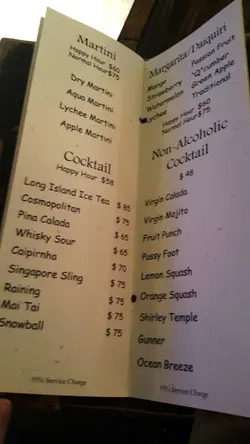 Martini
Happy Hour $60
Normal Hour $75
Dry Martini
Aqua Martini
Lychee Martini
Apple Martini
Cocktail
Happy Hour $58
Long Island Ice Tea $ 85
Cosmopolitan $ 75
Pina Calada $ 65
Whisky Sour $ 65
Caipirnha $ 70
Singapore Sling $ 75
Raining $ 75
Mai Tai $ 75
Snowball $ 75
10% Service Charge
Margarita/Daiquiri
Mango Passion Fruit
Strawberry "Q"cumber
Watermelon Green Apple
Lychee Traditional
Happy Hour $60
Normal Hour $75
Non-Alcoholic
Cocktail
$ 48
Virgin Calada
Virgin Mojito
Fruit Punch
Pussy Foot
Lemon Squash
Orange Squash
Shirley Temple
Gunner
Ocean Breeze
10% Service Charge